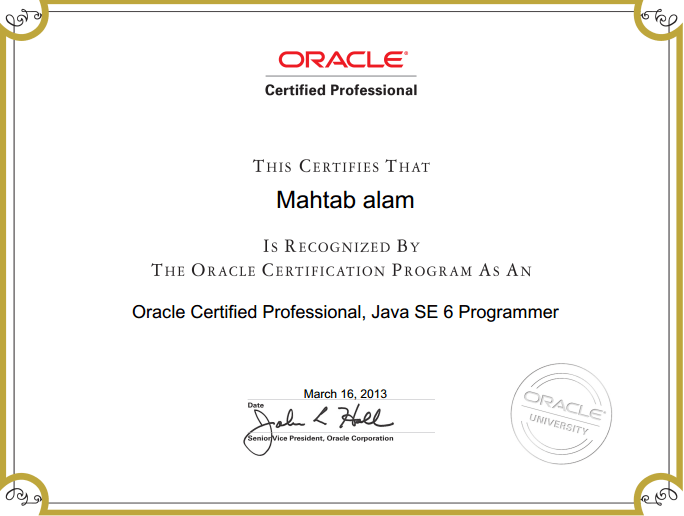 ORACLE®
Certified Professional
THIS CERTIFIES THAT
Mahtab alam
IS RECOGNIZED BY
THE ORACLE CERTIFICATION PROGRAM AS AN
Oracle Certified Professional, Java SE 6 Programmer
March 16, 2013
Date
John L Hall
Senior Vice President, Oracle Corporation
ORACLE®
UNIVERSITY